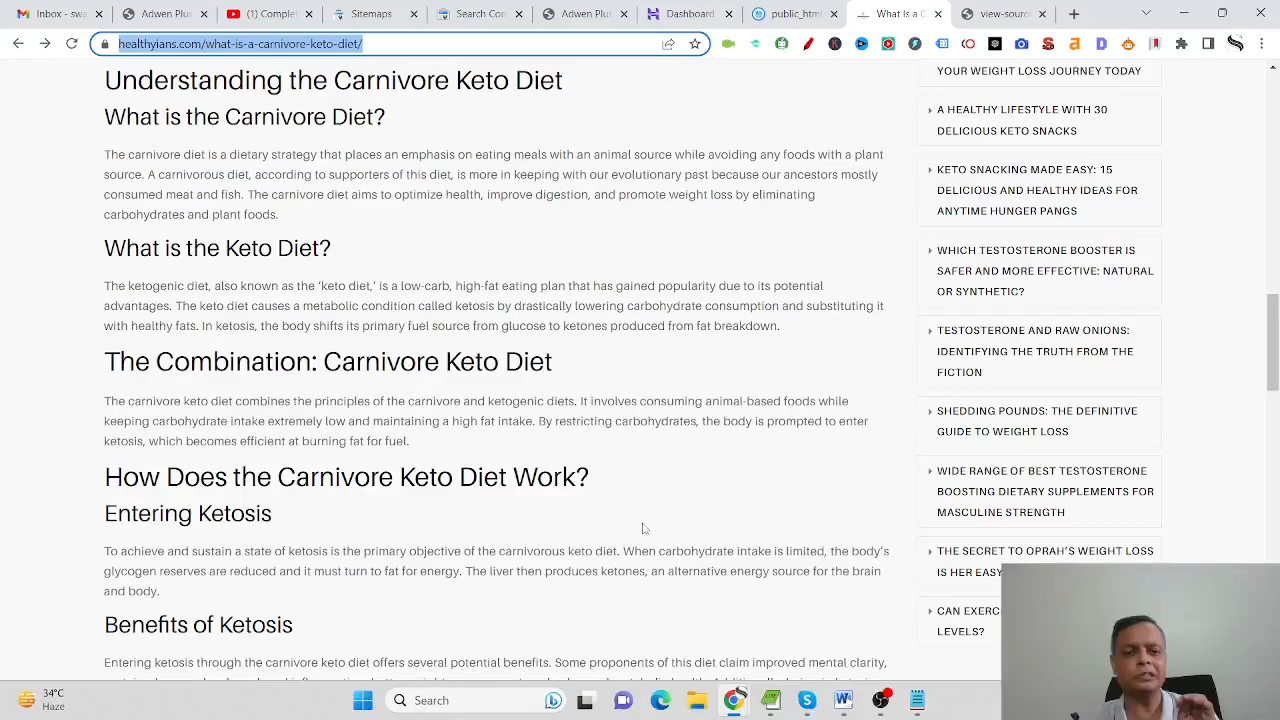 Inbox - swa
Adwen Plus
(1) Complet
Sitemaps
Search Con
Adwen Plus
Dashboard
public_html
What Is a C
view-source
healthyians.com/what-is-a-carnivore-keto-diet/
Understanding the Carnivore Keto Diet
What is the Carnivore Diet?
The carnivore diet is a dietary strategy that places an emphasis on eating meals with an animal source while avoiding any foods with a plant
source. A carnivorous diet, according to supporters of this diet, is more in keeping with our evolutionary past because our ancestors mostly
consumed meat and fish. The carnivore diet aims to optimize health, improve digestion, and promote weight loss by eliminating
carbohydrates and plant foods.
What is the Keto Diet?
The ketogenic diet, also known as the ‘keto diet,’ is a low-carb, high-fat eating plan that has gained popularity due to its potential
advantages. The keto diet causes a metabolic condition called ketosis by drastically lowering carbohydrate consumption and substituting it
with healthy fats. In ketosis, the body shifts its primary fuel source from glucose to ketones produced from fat breakdown.
The Combination: Carnivore Keto Diet
The carnivore keto diet combines the principles of the carnivore and ketogenic diets. It involves consuming animal-based foods while
keeping carbohydrate intake extremely low and maintaining a high fat intake. By restricting carbohydrates, the body is prompted to enter
ketosis, which becomes efficient at burning fat for fuel.
How Does the Carnivore Keto Diet Work?
Entering Ketosis
To achieve and sustain a state of ketosis is the primary objective of the carnivorous keto diet. When carbohydrate intake is limited, the body’s
glycogen reserves are reduced and it must turn to fat for energy. The liver then produces ketones, an alternative energy source for the brain
and body.
Benefits of Ketosis
Entering ketosis through the carnivore keto diet offers several potential benefits. Some proponents of this diet claim improved mental clarity,
YOUR WEIGHT LOSS JOURNEY TODAY
A HEALTHY LIFESTYLE WITH 30
DELICIOUS KETO SNACKS
KETO SNACKING MADE EASY: 15
DELICIOUS AND HEALTHY IDEAS FOR
ANYTIME HUNGER PANGS
WHICH TESTOSTERONE BOOSTER IS
SAFER AND MORE EFFECTIVE: NATURAL
OR SYNTHETIC?
TESTOSTERONE AND RAW ONIONS:
IDENTIFYING THE TRUTH FROM THE
FICTION
SHEDDING POUNDS: THE DEFINITIVE
GUIDE TO WEIGHT LOSS
WIDE RANGE OF BEST TESTOSTERONE
BOOSTING DIETARY SUPPLEMENTS FOR
MASCULINE STRENGTH
THE SECRET TO OPRAH’S WEIGHT LOSS
IS HER EASY
CAN EXERC
LEVELS?
34°C
Haze
Search